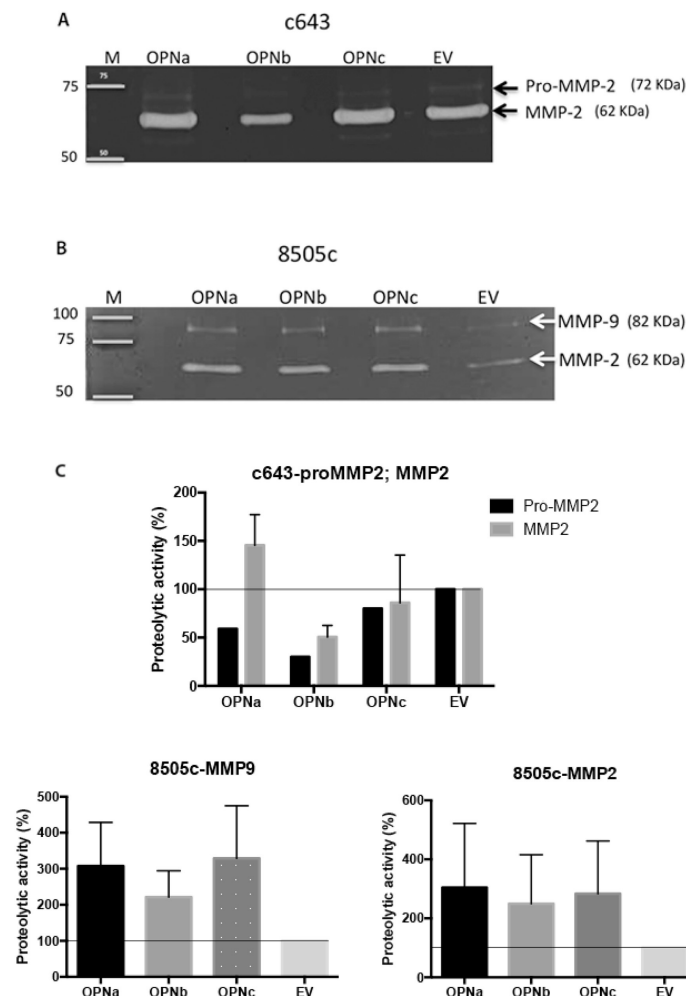 A
c643
M OPNa OPNb OPNc EV
75
75
Pro-MMP-2 (72 KDa)
MMP-2 (62 KDa)
50
50
B
8505c
M OPNa OPNb OPNc EV
100
MMP-9 (82 KDa)
75
MMP-2 (62 KDa)
50
C
c643-proMMP2; MMP2
Proteolytic activity (%)
200
150
100
50
0
OPNa OPNb OPNc EV
Pro-MMP2
MMP2
8505c-MMP9
Proteolytic activity (%)
500
400
300
200
100
0
OPNa OPNb OPNc EV
8505c-MMP2
Proteolytic activity (%)
600
400
200
0
OPNa OPNb OPNc EV